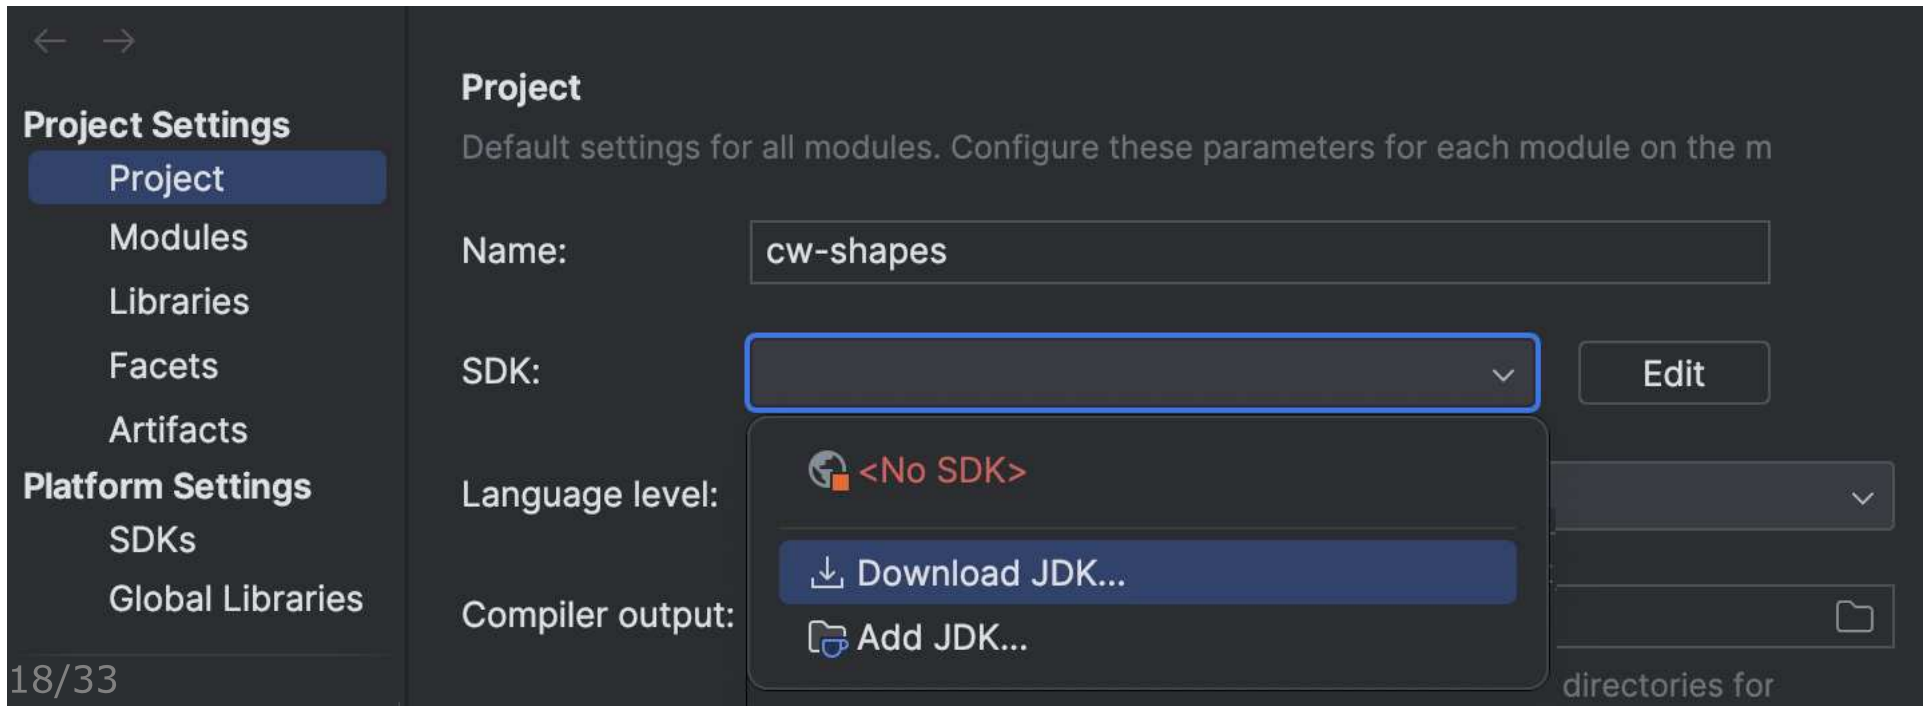 Project Settings
Project
Modules
Libraries
Facets
Artifacts
Platform Settings
SDKs
Global Libraries
18/33
Project
Default settings for all modules. Configure these parameters for each module on the m
Name: cw-shapes
SDK: Edit
<No SDK>
Language level:
Download JDK...
Compiler output:
Add JDK...
directories for